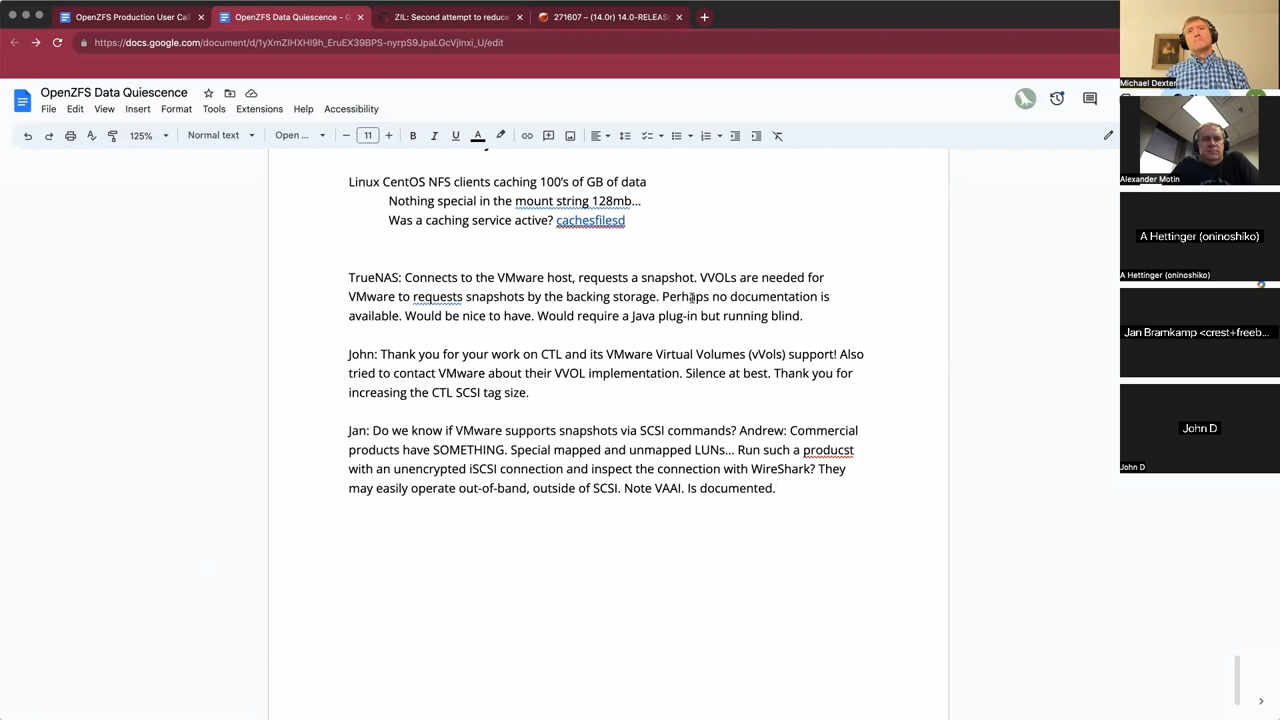 OpenZFS Production User Cal
OpenZFS Data Quiescence - G
ZIL: Second attempt to reduce
271607 – (14.0r) 14.0-RELEAS
https://docs.google.com/document/d/1yXmZIHXHI9h_EruEX39BPS-nyrpS9JpaLGcVjlnxi_U/edit
OpenZFS Data Quiescence
File Edit View Insert Format Tools Extensions Help Accessibility
125% Normal text Open ... 11 B I U A
Linux CentOS NFS clients caching 100's of GB of data
Nothing special in the mount string 128mb...
Was a caching service active? cachesfilesd
TrueNAS: Connects to the VMware host, requests a snapshot. VVOLs are needed for
VMware to requests snapshots by the backing storage. Perhaps no documentation is
available. Would be nice to have. Would require a Java plug-in but running blind.
John: Thank you for your work on CTL and its VMware Virtual Volumes (vVols) support! Also
tried to contact VMware about their VVOL implementation. Silence at best. Thank you for
increasing the CTL SCSI tag size.
Jan: Do we know if VMware supports snapshots via SCSI commands? Andrew: Commercial
products have SOMETHING. Special mapped and unmapped LUNs... Run such a producst
with an unencrypted iSCSI connection and inspect the connection with WireShark? They
may easily operate out-of-band, outside of SCSI. Note VAAI. Is documented.
Michael Dexter
Alexander Motin
A Hettinger (oninoshiko)
A Hettinger (oninoshiko)
Jan Bramkamp <crest+freeb...
John D
John D